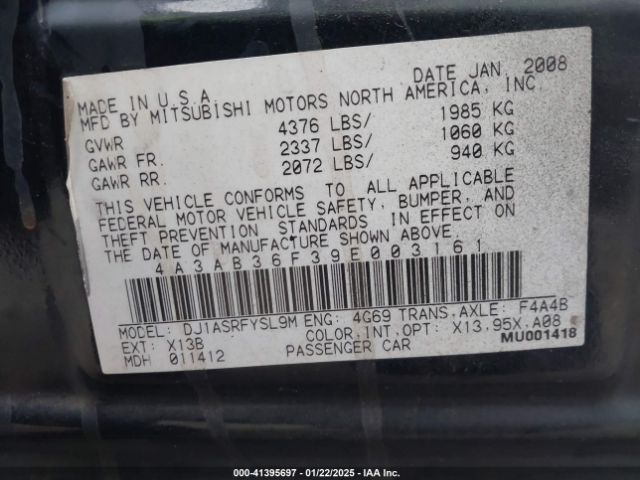 MADE IN U.S.A. DATE JAN, 2008
MFD BY MITSUBISHI MOTORS NORTH AMERICA, INC
GVWR 4376 LBS/ 1985 KG
GAWR FR. 2337 LBS/ 1060 KG
GAWR RR. 2072 LBS/ 940 KG
THIS VEHICLE CONFORMS TO ALL APPLICABLE
FEDERAL MOTOR VEHICLE SAFETY, BUMPER, AND
THEFT PREVENTION STANDARDS IN EFFECT ON
THE DATE OF MANUFACTURE SHOWN ABOVE.
4A3AB36F39E003161
MODEL: DJ1ASRFYSL9M ENG: 4G69 TRANS. AXLE: F4A4B
EXT: X13B COLOR.INT.OPT: X13,95X,A08
MDH 011412 PASSENGER CAR MU001418
000-41395697 - 01/22/2025 - IAA Inc.